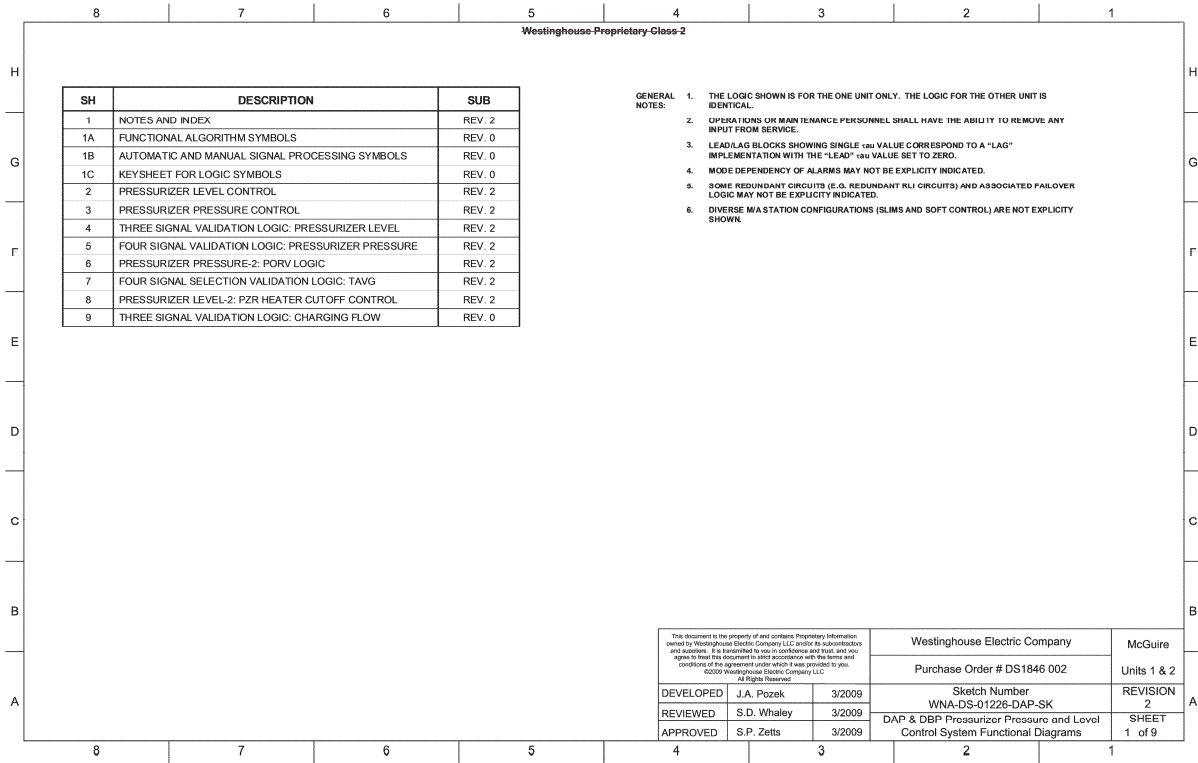 8 7 6 5 4 3 2 1
Westinghouse Proprietary Class 2
H H
G G
F F
E E
D D
C C
B B
A A
SH DESCRIPTION SUB
1 NOTES AND INDEX REV. 2
1A FUNCTIONAL ALGORITHM SYMBOLS REV. 0
1B AUTOMATIC AND MANUAL SIGNAL PROCESSING SYMBOLS REV. 0
1C KEYSHEET FOR LOGIC SYMBOLS REV. 0
2 PRESSURIZER LEVEL CONTROL REV. 2
3 PRESSURIZER PRESSURE CONTROL REV. 2
4 THREE SIGNAL VALIDATION LOGIC: PRESSURIZER LEVEL REV. 2
5 FOUR SIGNAL VALIDATION LOGIC: PRESSURIZER PRESSURE REV. 2
6 PRESSURIZER PRESSURE-2: PORV LOGIC REV. 2
7 FOUR SIGNAL SELECTION VALIDATION LOGIC: TAVG REV. 2
8 PRESSURIZER LEVEL-2: PZR HEATER CUTOFF CONTROL REV. 2
9 THREE SIGNAL VALIDATION LOGIC: CHARGING FLOW REV. 0
GENERAL NOTES:
1. THE LOGIC SHOWN IS FOR THE ONE UNIT ONLY. THE LOGIC FOR THE OTHER UNIT IS
IDENTICAL.
2. OPERATIONS OR MAINTENANCE PERSONNEL SHALL HAVE THE ABILITY TO REMOVE ANY
INPUT FROM SERVICE.
3. LEAD/LAG BLOCKS SHOWING SINGLE τau VALUE CORRESPOND TO A “LAG”
IMPLEMENTATION WITH THE “LEAD” τau VALUE SET TO ZERO.
4. MODE DEPENDENCY OF ALARMS MAY NOT BE EXPLICITY INDICATED.
5. SOME REDUNDANT CIRCUITS (E.G. REDUNDANT RLI CIRCUITS) AND ASSOCIATED FAILOVER
LOGIC MAY NOT BE EXPLICITY INDICATED.
6. DIVERSE M/A STATION CONFIGURATIONS (SLIMS AND SOFT CONTROL) ARE NOT EXPLICITY
SHOWN.
This document is the property of and contains Proprietary Information
owned by Westinghouse Electric Company LLC and/or its subcontractors
and suppliers. It is transmitted to you in confidence and trust, and you
agree to treat this document in strict accordance with the terms and
conditions of the agreement under which it was provided to you.
©2009 Westinghouse Electric Company LLC
All Rights Reserved
DEVELOPED J.A. Pozek 3/2009
REVIEWED S.D. Whaley 3/2009
APPROVED S.P. Zetts 3/2009
Westinghouse Electric Company
Purchase Order # DS1846 002
Sketch Number
WNA-DS-01226-DAP-SK
DAP & DBP Pressurizer Pressure and Level
Control System Functional Diagrams
McGuire
Units 1 & 2
REVISION
2
SHEET
1 of 9
8 7 6 5 4 3 2 1